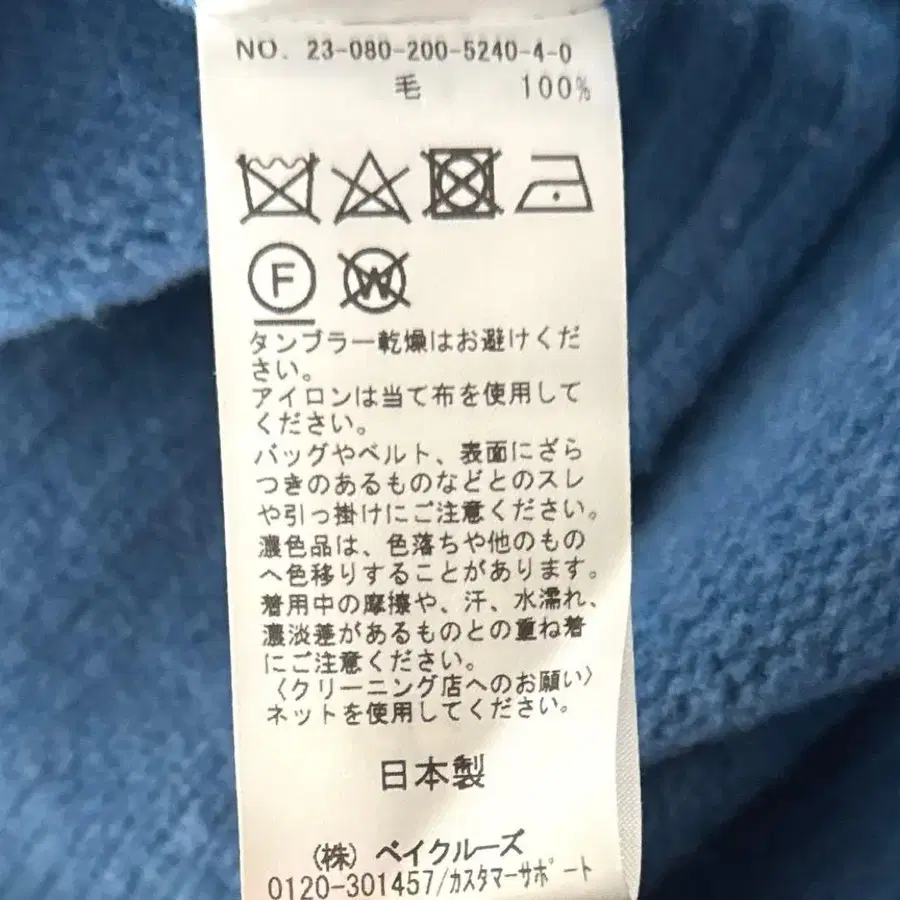 NO. 23-080-200-5240-4-0
毛 100%
F
W
タンブラー乾燥はお避けくだ
さい。
アイロンは当て布を使用して
ください。
バッグやベルト、表面にざら
つきのあるものなどとのスレ
や引っ掛けにご注意ください。
濃色品は、色落ちや他のもの
へ色移りすることがあります。
着用中の摩擦や、汗、水濡れ、
濃淡差があるものとの重ね着
にご注意ください。
〈クリーニング店へのお願い〉
ネットを使用してください。
日本製
(株) ベイクルーズ
0120-301457/カスタマーサポート